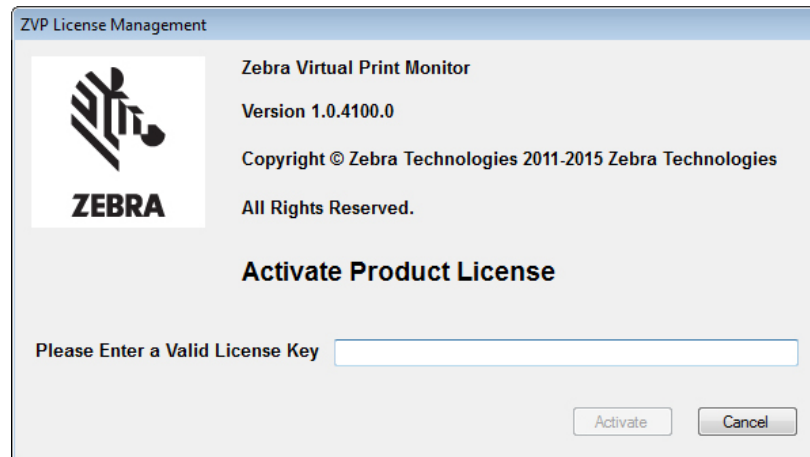 ZVP License Management
Zebra Virtual Print Monitor
Version 1.0.4100.0
Copyright © Zebra Technologies 2011-2015 Zebra Technologies
ZEBRA
All Rights Reserved.
Activate Product License
Please Enter a Valid License Key
Activate
Cancel